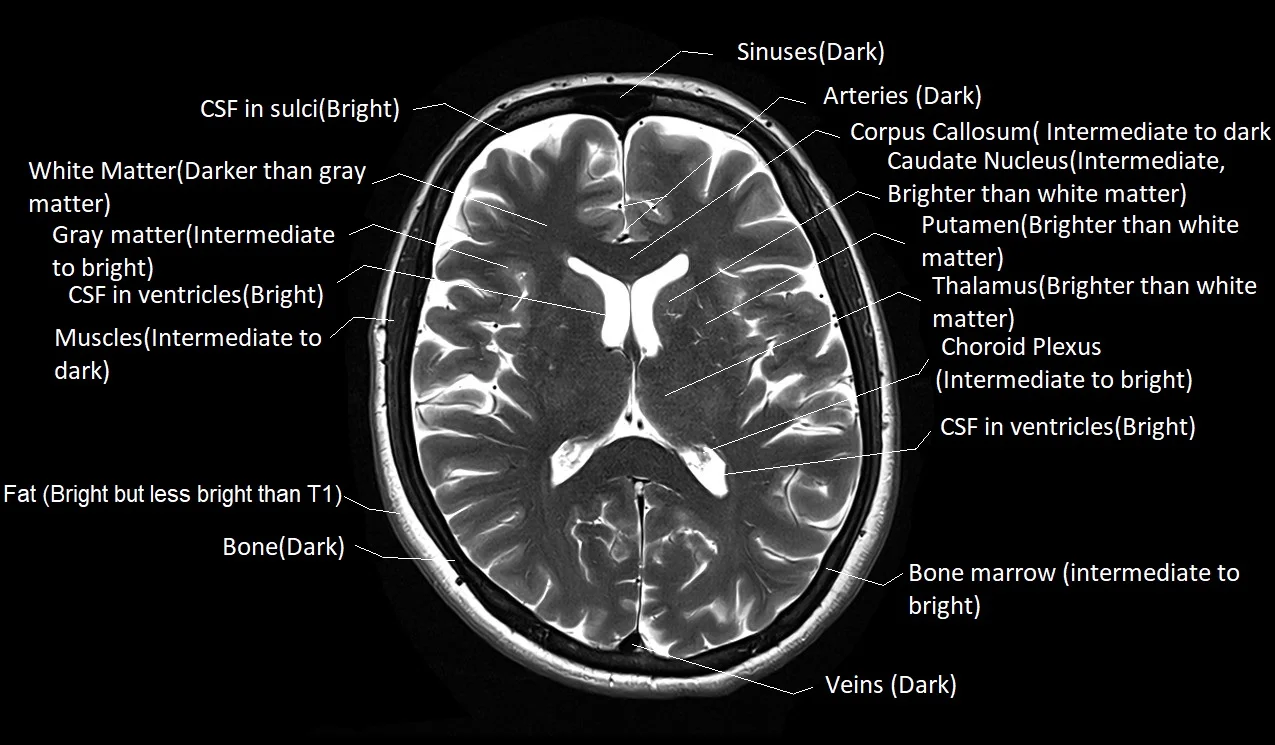 Sinuses(Dark)
CSF in sulci(Bright)
Arteries (Dark)
Corpus Callosum( Intermediate to dark
White Matter(Darker than gray
matter)
Caudate Nucleus(Intermediate,
Brighter than white matter)
Gray matter(Intermediate
to bright)
Putamen(Brighter than white
matter)
CSF in ventricles(Bright)
Thalamus(Brighter than white
matter)
Muscles(Intermediate to
dark)
Choroid Plexus
(Intermediate to bright)
CSF in ventricles(Bright)
Fat (Bright but less bright than T1)
Bone(Dark)
Bone marrow (intermediate to
bright)
Veins (Dark)